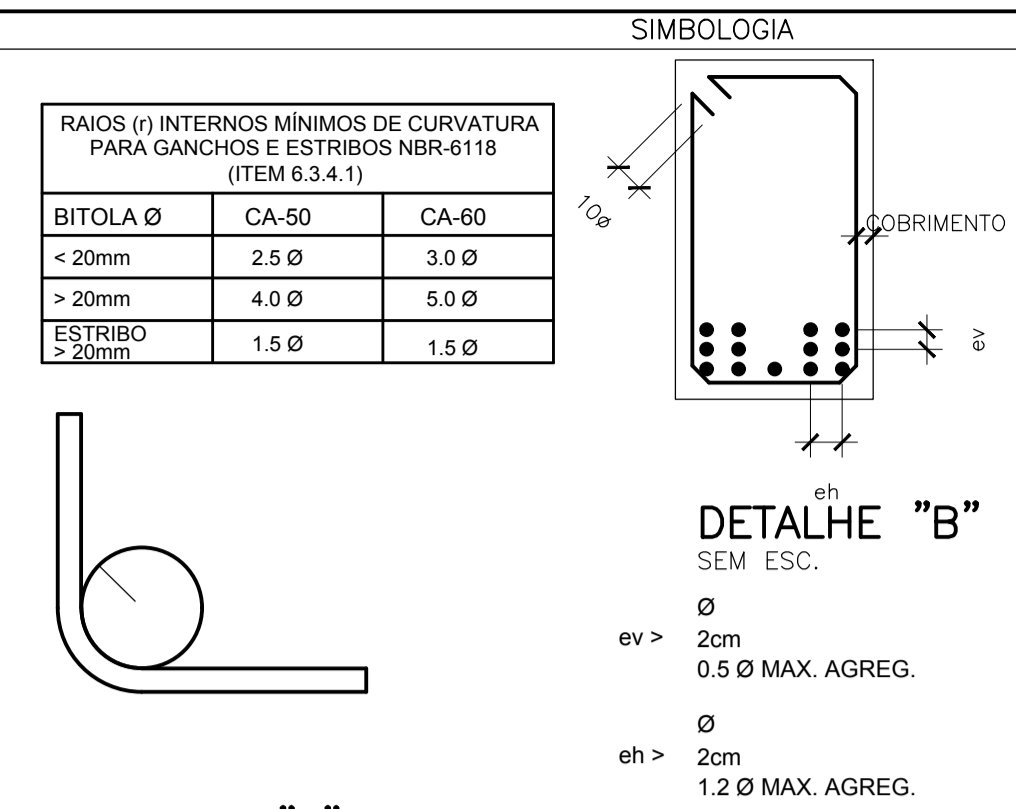 SIMBOLOGIA
RAIOS (r) INTERNOS MÍNIMOS DE CURVATURA
PARA GANCHOS E ESTRIBOS NBR-6118
(ITEM 6.3.4.1)
BITOLA Ø CA-50 CA-60
< 20mm 2.5 Ø 3.0 Ø
> 20mm 4.0 Ø 5.0 Ø
ESTRIBO
> 20mm 1.5 Ø 1.5 Ø
10ø
COBRIMENTO
ev
eh
DETALHE "B"
SEM ESC.
Ø
ev > 2cm
0.5 Ø MAX. AGREG.
Ø
eh > 2cm
1.2 Ø MAX. AGREG.